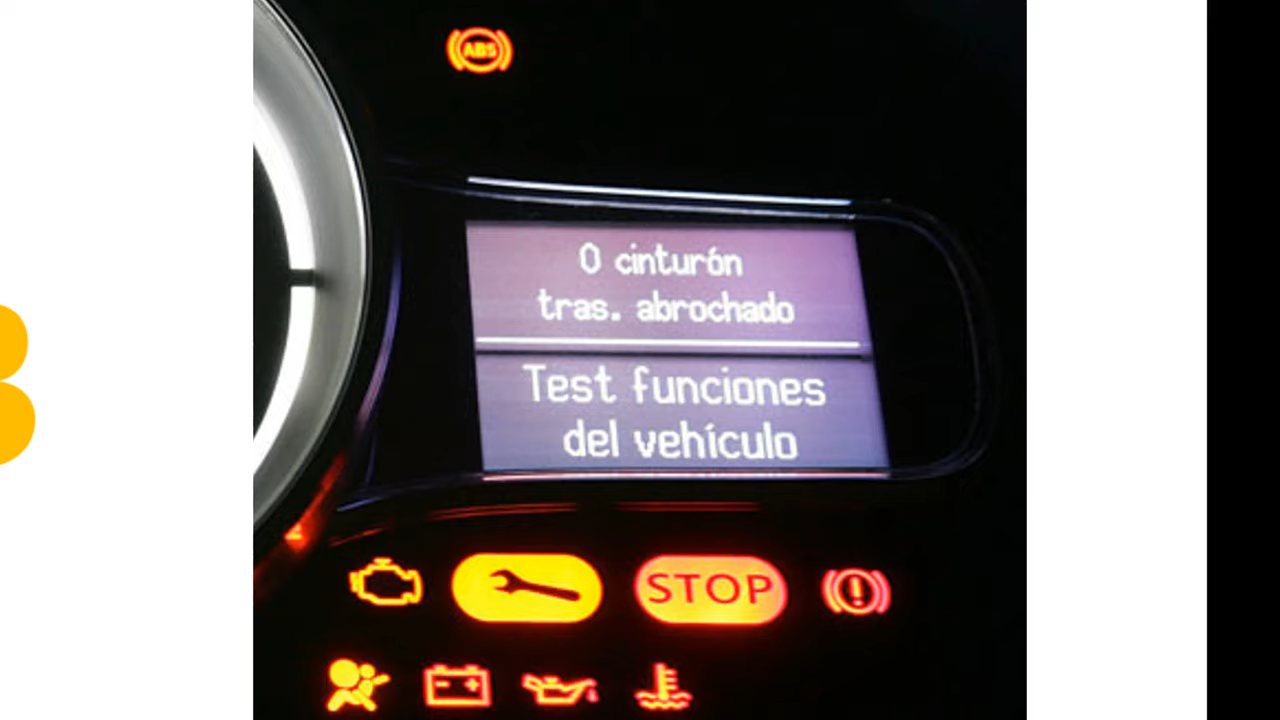 ABS
0 cinturón
tras. abrochado
Test funciones
del vehículo
STOP